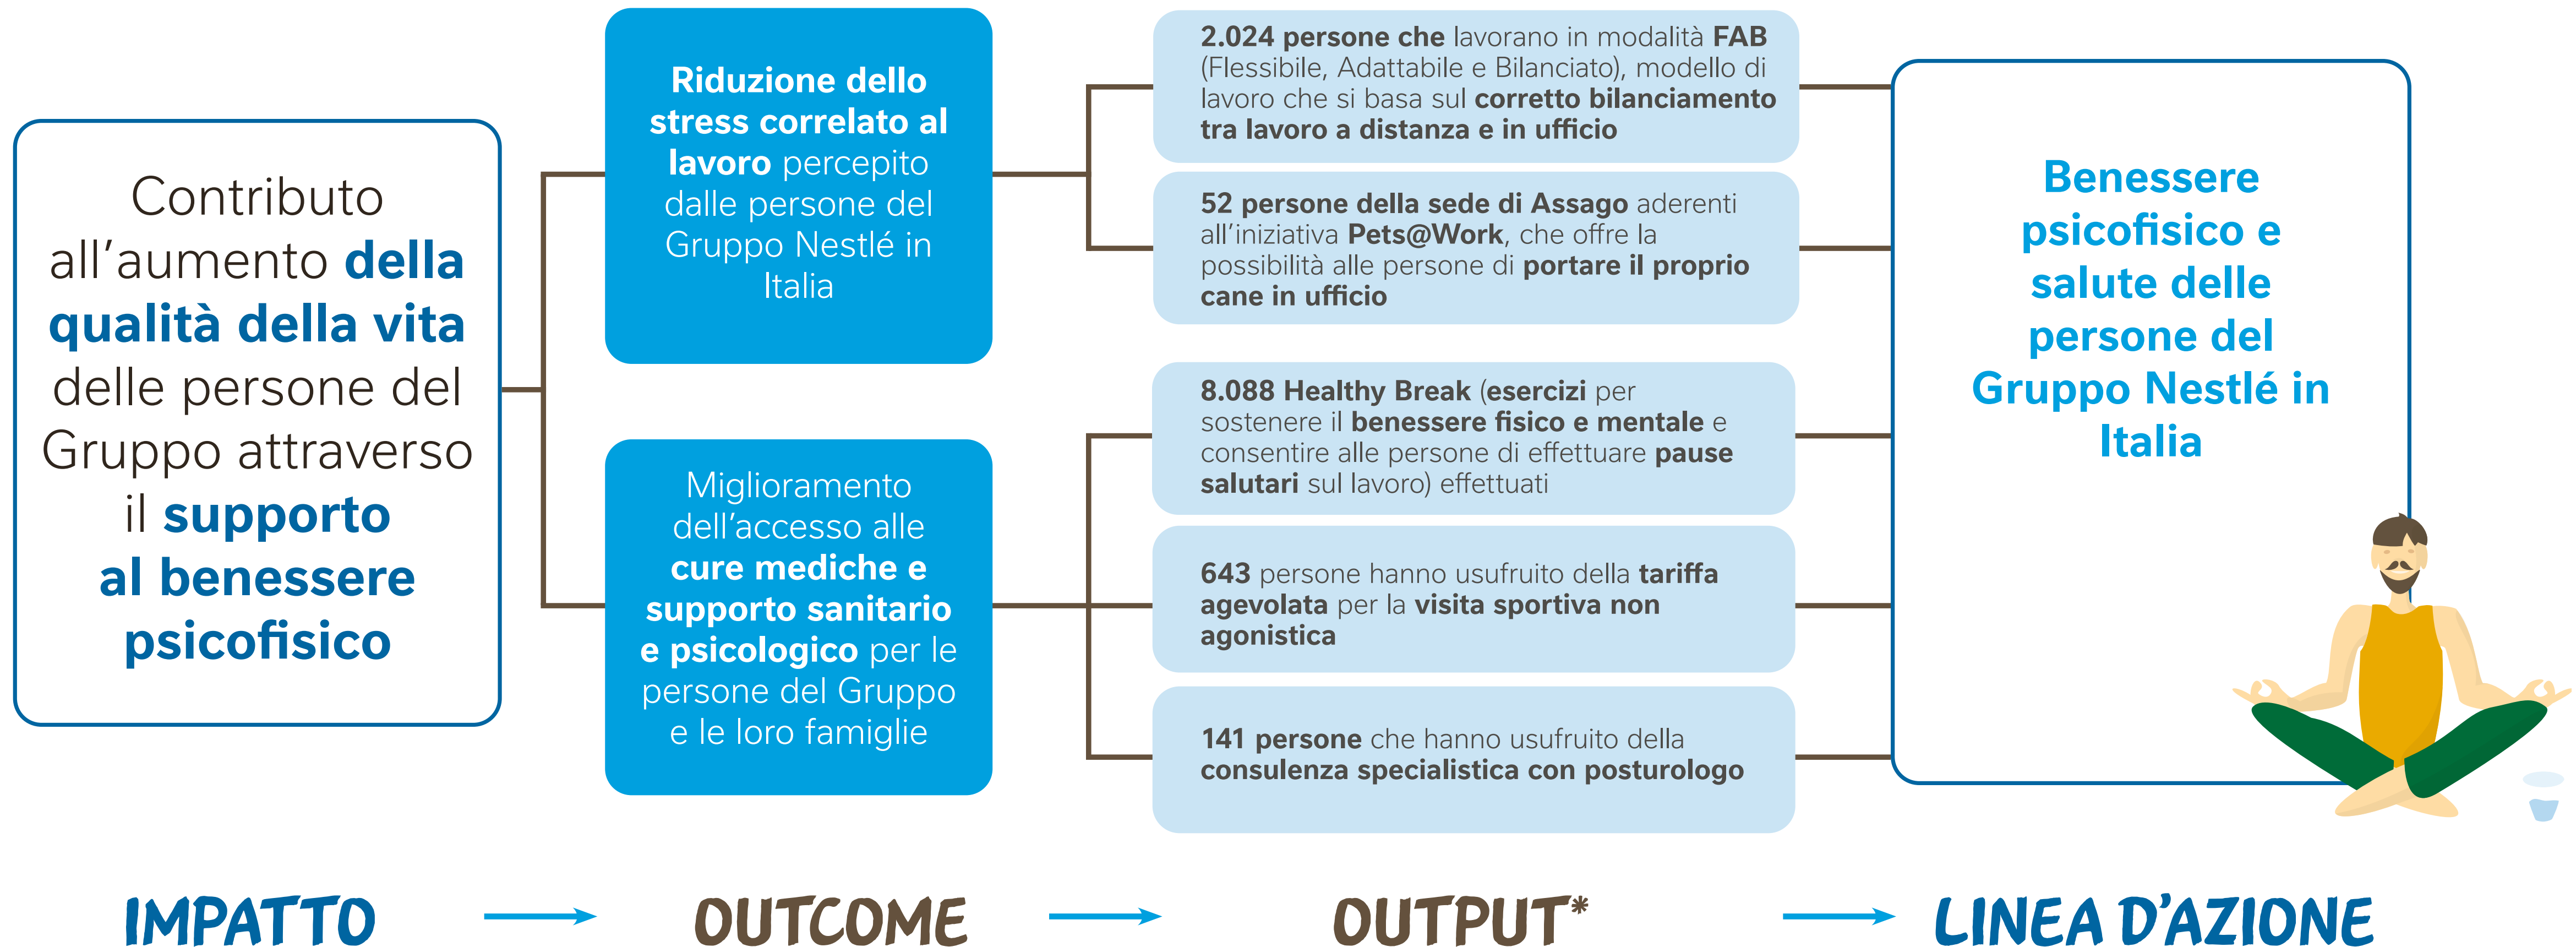 Contributo
all’aumento della
qualità della vita
delle persone del
Gruppo attraverso
il supporto
al benessere
psicofisico
Riduzione dello
stress correlato al
lavoro percepito
dalle persone del
Gruppo Nestlé in
Italia
Miglioramento
dell’accesso alle
cure mediche e
supporto sanitario
e psicologico per le
persone del Gruppo
e le loro famiglie
2.024 persone che lavorano in modalità FAB
(Flessibile, Adattabile e Bilanciato), modello di
lavoro che si basa sul corretto bilanciamento
tra lavoro a distanza e in ufficio
52 persone della sede di Assago aderenti
all’iniziativa Pets@Work, che offre la
possibilità alle persone di portare il proprio
cane in ufficio
8.088 Healthy Break (esercizi per
sostenere il benessere fisico e mentale e
consentire alle persone di effettuare pause
salutari sul lavoro) effettuati
643 persone hanno usufruito della tariffa
agevolata per la visita sportiva non
agonistica
141 persone che hanno usufruito della
consulenza specialistica con posturologo
Benessere
psicofisico e
salute delle
persone del
Gruppo Nestlé in
Italia
IMPATTO
OUTCOME
OUTPUT*
LINEA D’AZIONE